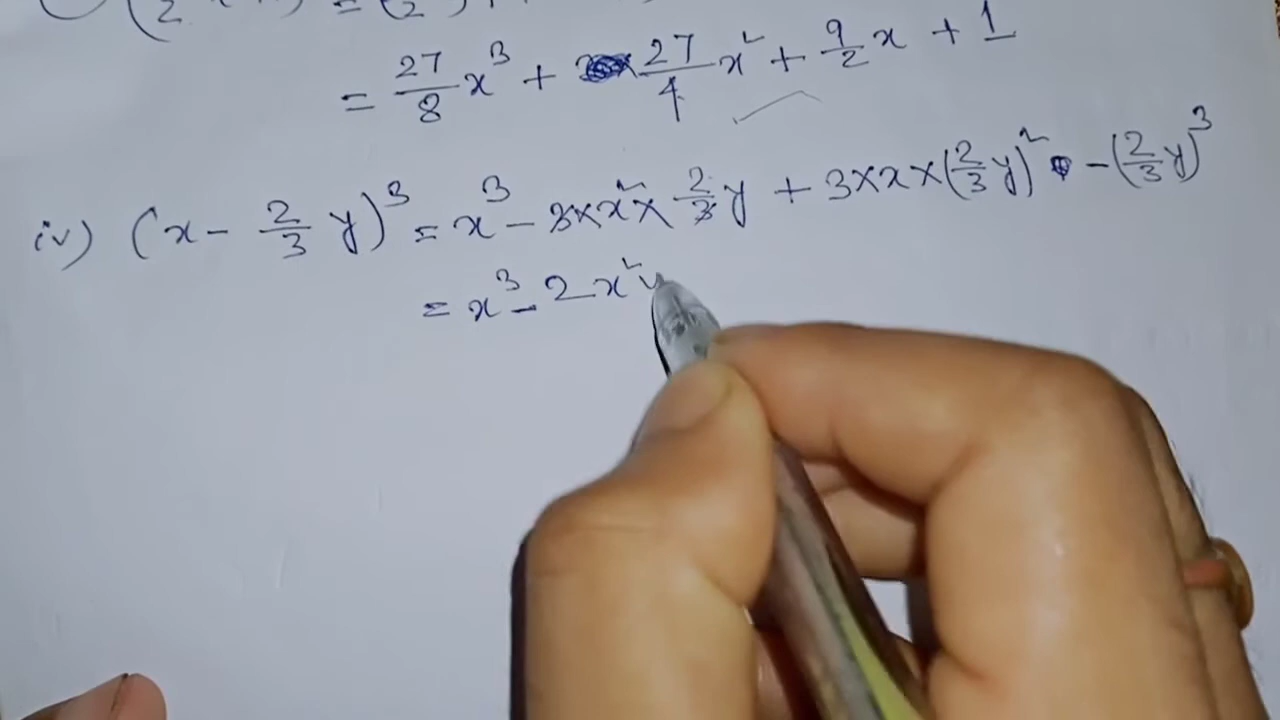 = 27/8 x³ + 27/4 x² + 9/2 x + 1
iv) (x - 2/3 y)³ = x³ - 3×x²× 2/3 y + 3×x×(2/3 y)² - (2/3 y)³
= x³ - 2x²y